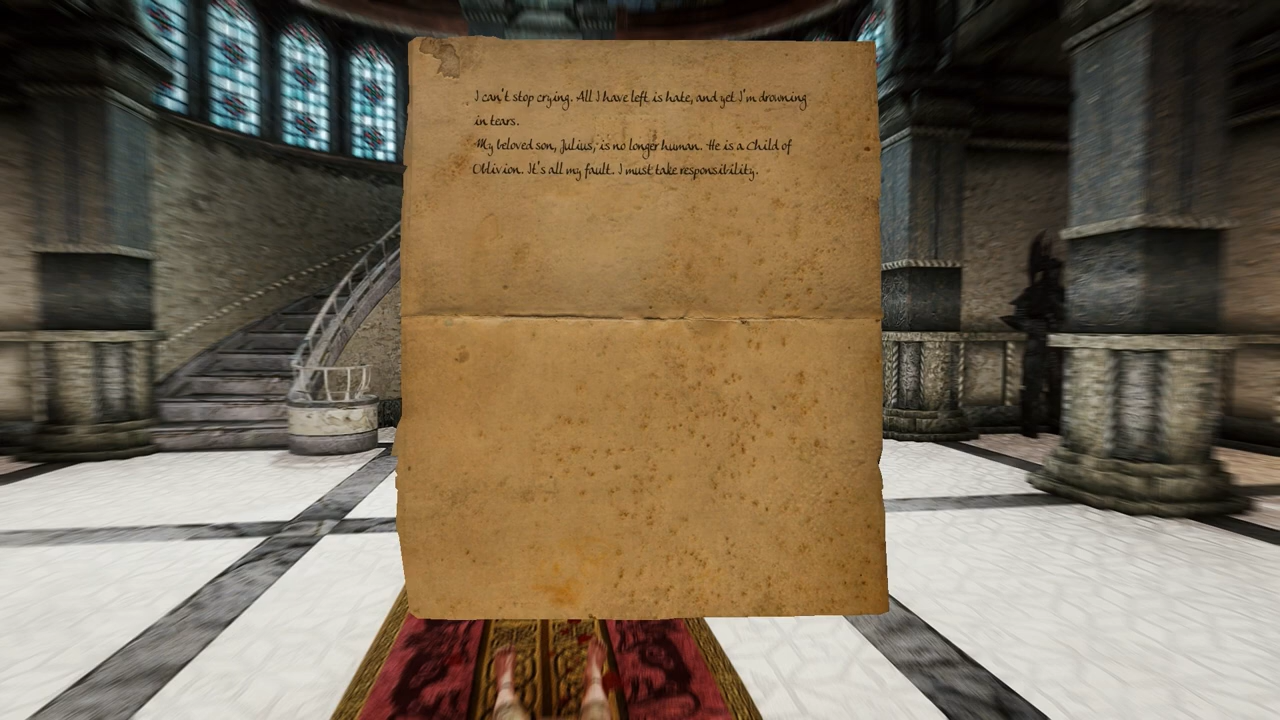 I can't stop crying. All I have left is hate, and yet I'm drowning
in tears.
My beloved son, Julius, is no longer human. He is a Child of
Oblivion. It's all my fault. I must take responsibility.